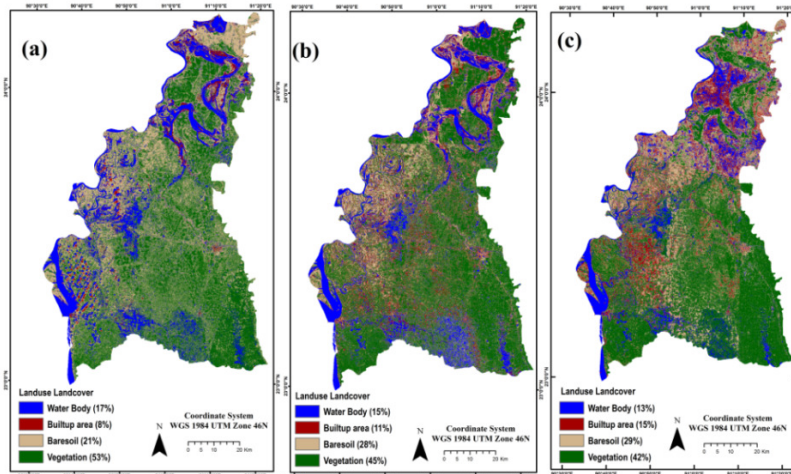 (a)
Landuse Landcover
Water Body (17%)
Builtup area (8%)
Baresoil (21%)
Vegetation (53%)
N
Coordinate System
WGS 1984 UTM Zone 46N
0 5 10 20 Km
(b)
Landuse Landcover
Water Body (15%)
Builtup area (11%)
Baresoil (28%)
Vegetation (45%)
N
Coordinate System
WGS 1984 UTM Zone 46N
0 5 10 20 Km
(c)
Landuse Landcover
Water Body (13%)
Builtup area (15%)
Baresoil (29%)
Vegetation (42%)
N
Coordinate System
WGS 1984 UTM Zone 46N
0 5 10 20 Km